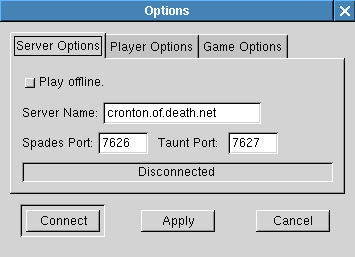 Options
Server Options Player Options Game Options
Play offline.
Server Name: cronton.of.death.net
Spades Port: 7626 Taunt Port: 7627
Disconnected
Connect Apply Cancel